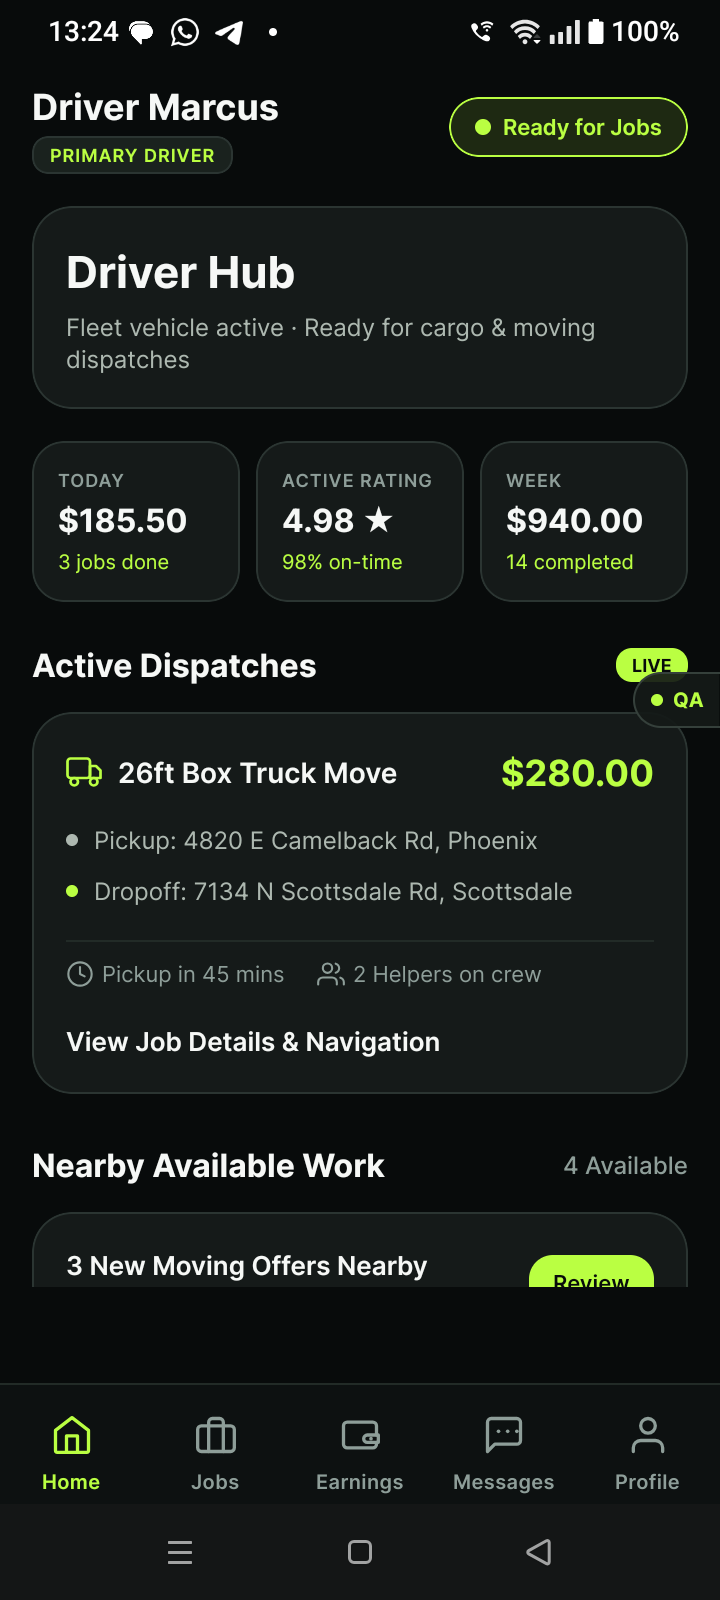 13:24
100%
Driver Marcus
PRIMARY DRIVER
Ready for Jobs
Driver Hub
Fleet vehicle active · Ready for cargo & moving
dispatches
TODAY
$185.50
3 jobs done
ACTIVE RATING
4.98 ★
98% on-time
WEEK
$940.00
14 completed
Active Dispatches
LIVE
QA
26ft Box Truck Move
$280.00
Pickup: 4820 E Camelback Rd, Phoenix
Dropoff: 7134 N Scottsdale Rd, Scottsdale
Pickup in 45 mins
2 Helpers on crew
View Job Details & Navigation
Nearby Available Work
4 Available
3 New Moving Offers Nearby
Review
Home
Jobs
Earnings
Messages
Profile